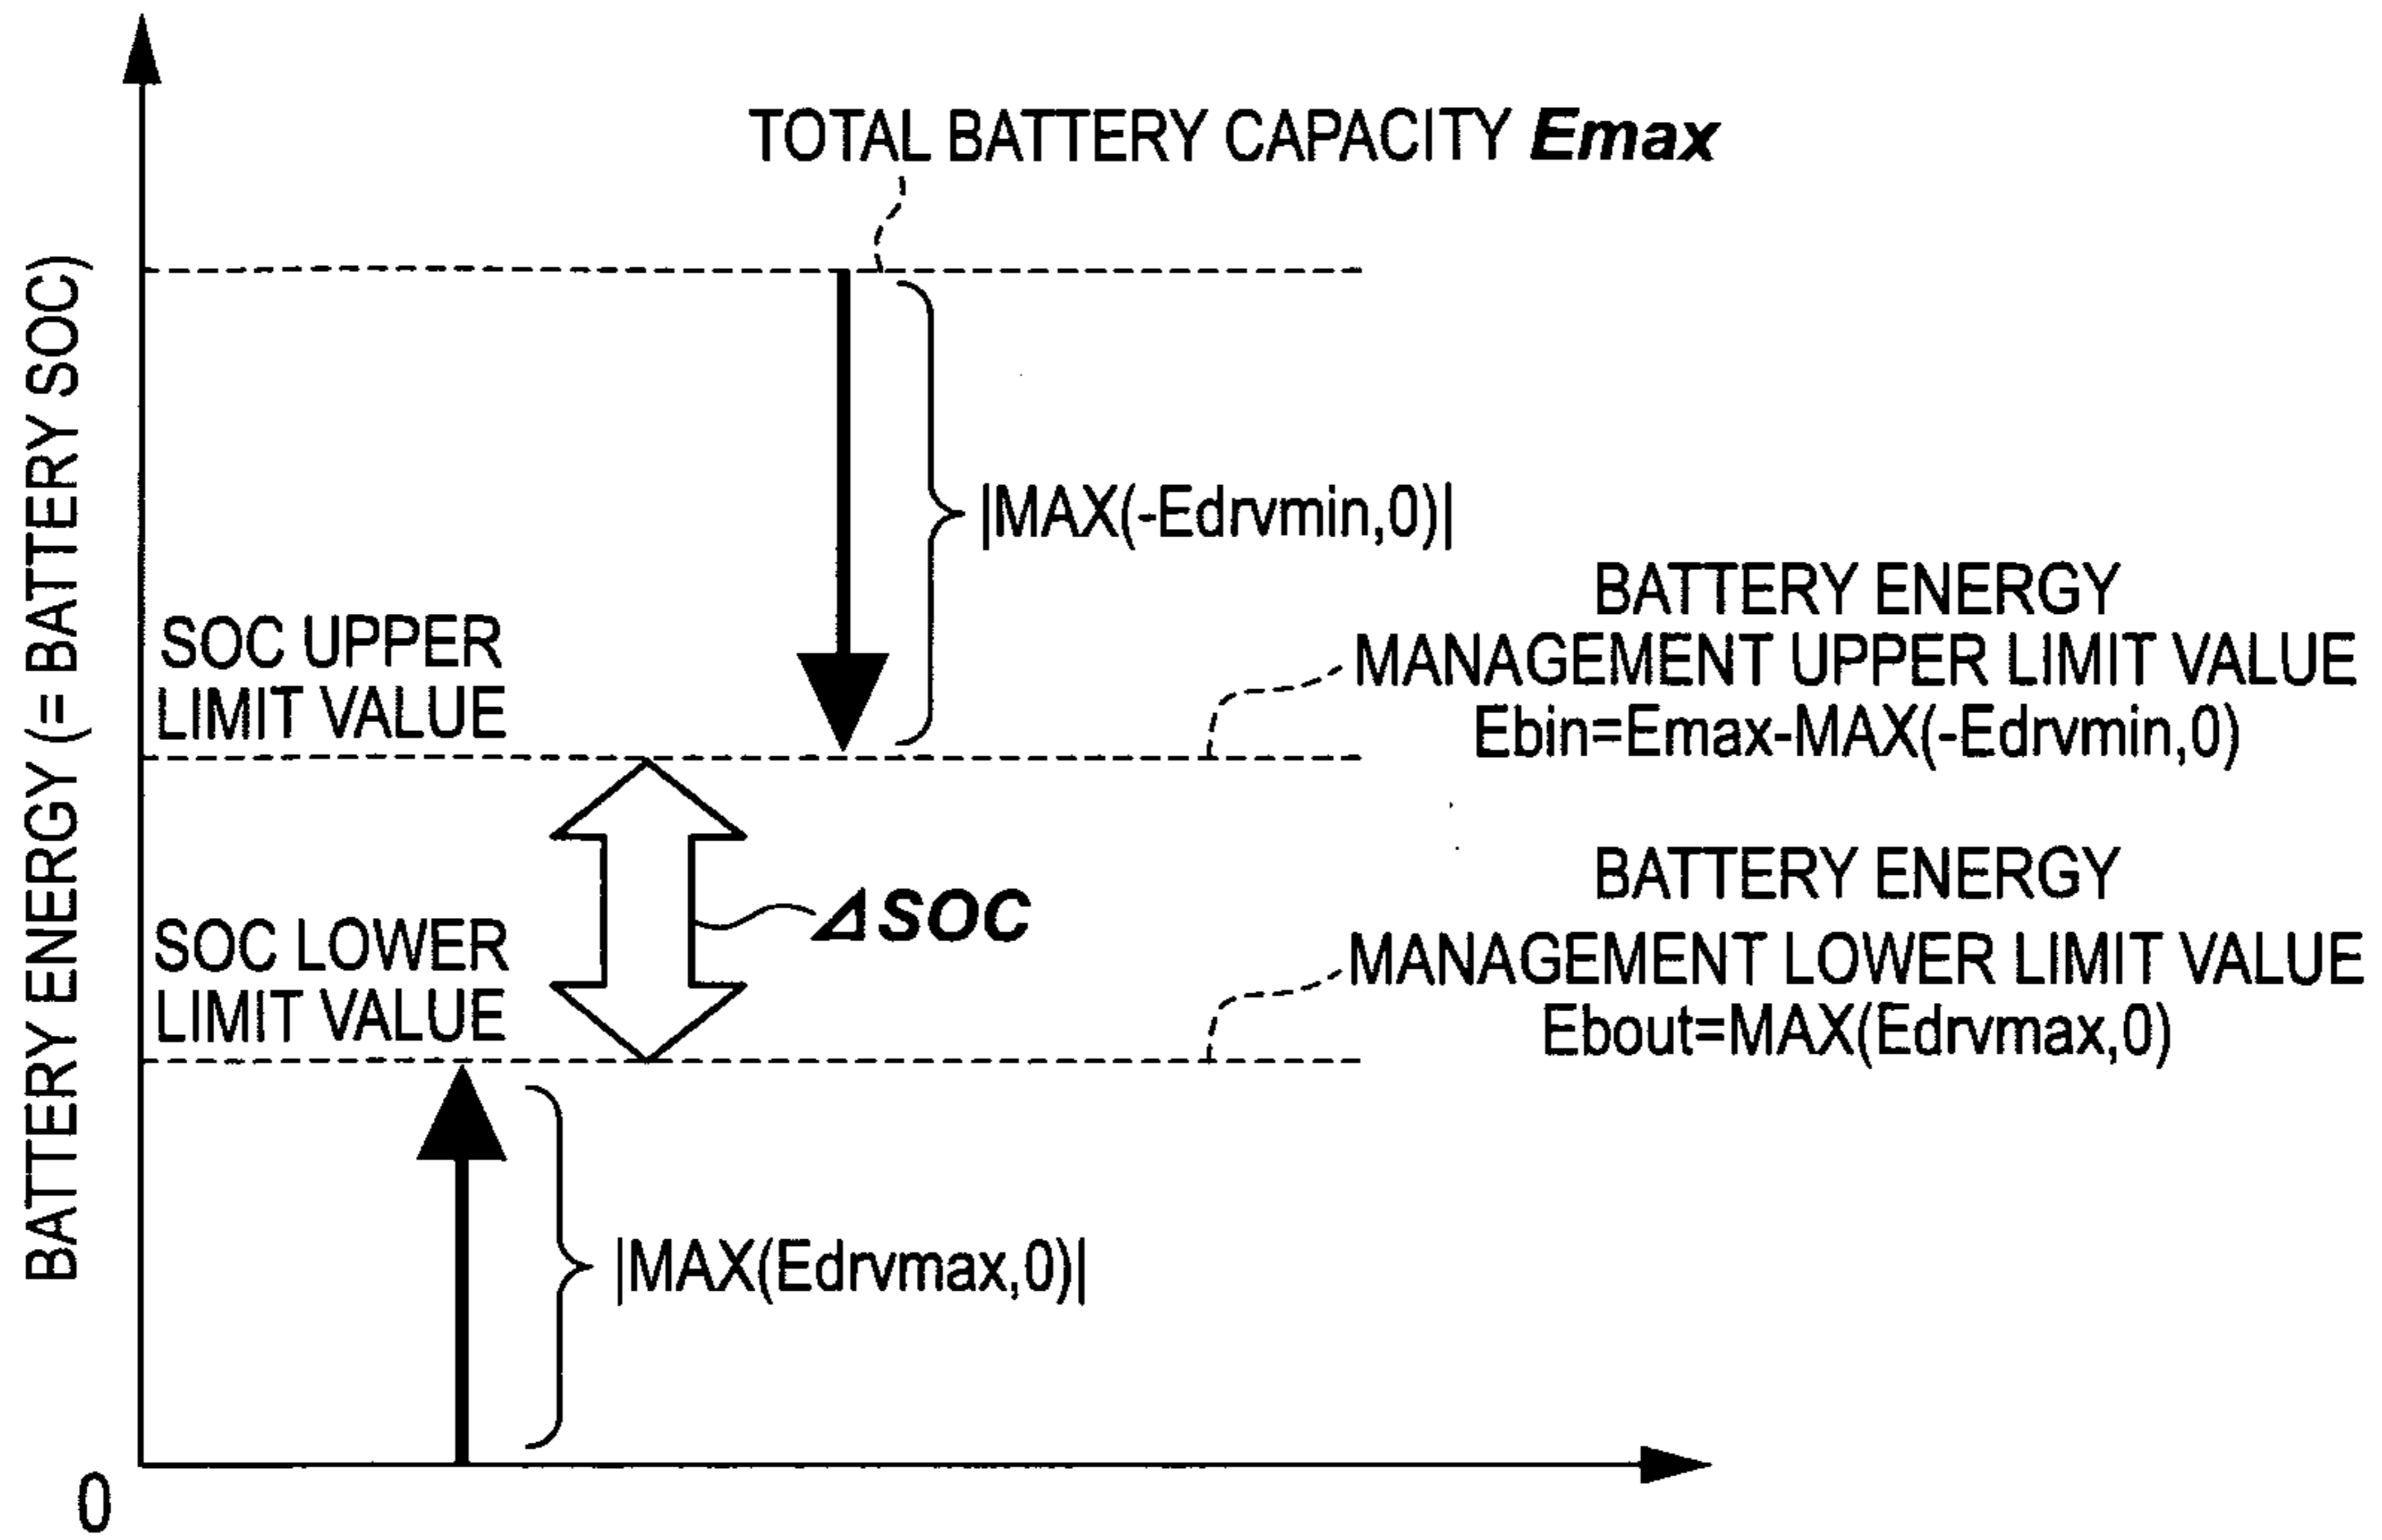 TOTAL BATTERY CAPACITY Emax
BATTERY ENERGY (= BATTERY SOC)
|MAX(-Edrvmin,0)|
SOC UPPER
LIMIT VALUE
BATTERY ENERGY
MANAGEMENT UPPER LIMIT VALUE
Ebin=Emax-MAX(-Edrvmin,0)
ΔSOC
SOC LOWER
LIMIT VALUE
BATTERY ENERGY
MANAGEMENT LOWER LIMIT VALUE
Ebout=MAX(Edrvmax,0)
|MAX(Edrvmax,0)|
0